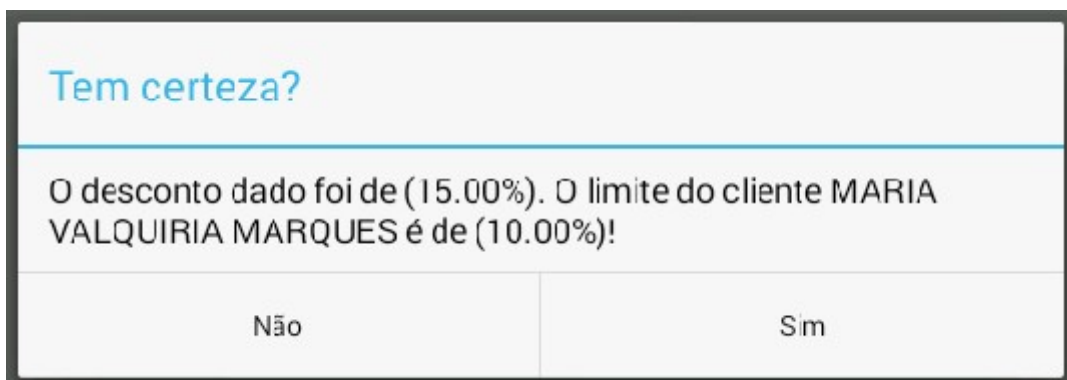 Tem certeza?
O desconto dado foi de (15.00%). O limite do cliente MARIA
VALQUIRIA MARQUES é de (10.00%)!
Não
Sim